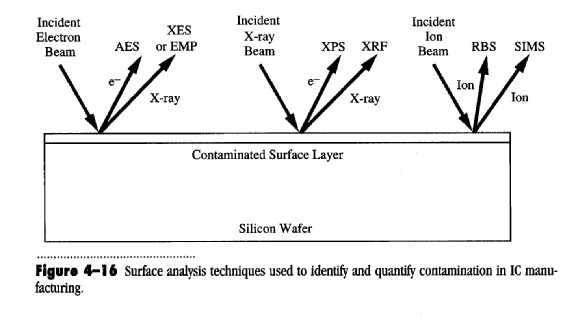 Incident
Electron
Beam
AES
XES
or EMP
e−
X-ray
Incident
X-ray
Beam
XPS
XRF
e−
X-ray
Incident
Ion
Beam
RBS
SIMS
Ion
Ion
Contaminated Surface Layer
Silicon Wafer
Figure 4–16 Surface analysis techniques used to identify and quantify contamination in IC manu-
facturing.